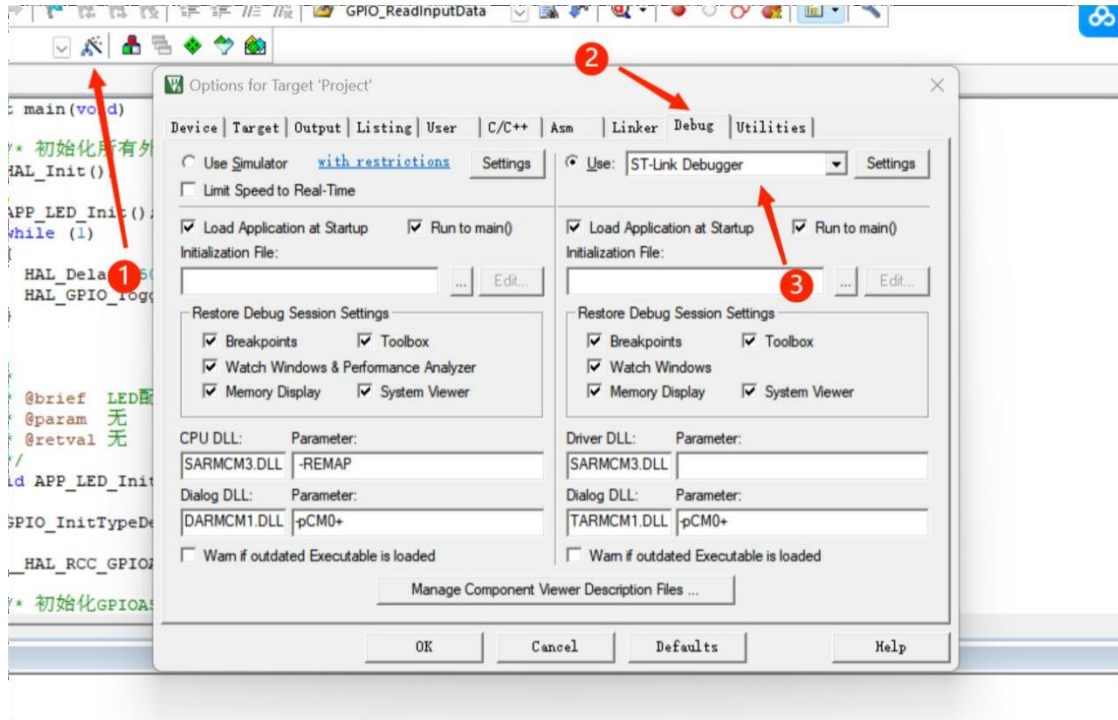 GPIO_ReadInputData
2
Options for Target 'Project'
main(void)
Device Target Output Listing User C/C++ Asm Linker Debug Utilities
/* 初始化所有外
HAL_Init()
Use Simulator with restrictions Settings
Use: ST-Link Debugger Settings
Limit Speed to Real-Time
APP_LED_Init();
while (1)
Load Application at Startup Run to main()
Load Application at Startup Run to main()
Initialization File:
Initialization File:
1
3
... Edit...
... Edit...
Restore Debug Session Settings
Restore Debug Session Settings
Breakpoints Toolbox
Breakpoints Toolbox
Watch Windows & Performance Analyzer
Watch Windows
Memory Display System Viewer
Memory Display System Viewer
@brief LED配
@param 无
@retval 无
*/
CPU DLL: Parameter:
Driver DLL: Parameter:
SARMCM3.DLL -REMAP
SARMCM3.DLL
id APP_LED_Init
Dialog DLL: Parameter:
Dialog DLL: Parameter:
DARMCM1.DLL -pCM0+
TARMCM1.DLL -pCM0+
GPIO_InitTypeDe
Warn if outdated Executable is loaded
Warn if outdated Executable is loaded
_HAL_RCC_GPIOA
Manage Component Viewer Description Files ...
/* 初始化GPIOA5
OK Cancel Defaults Help